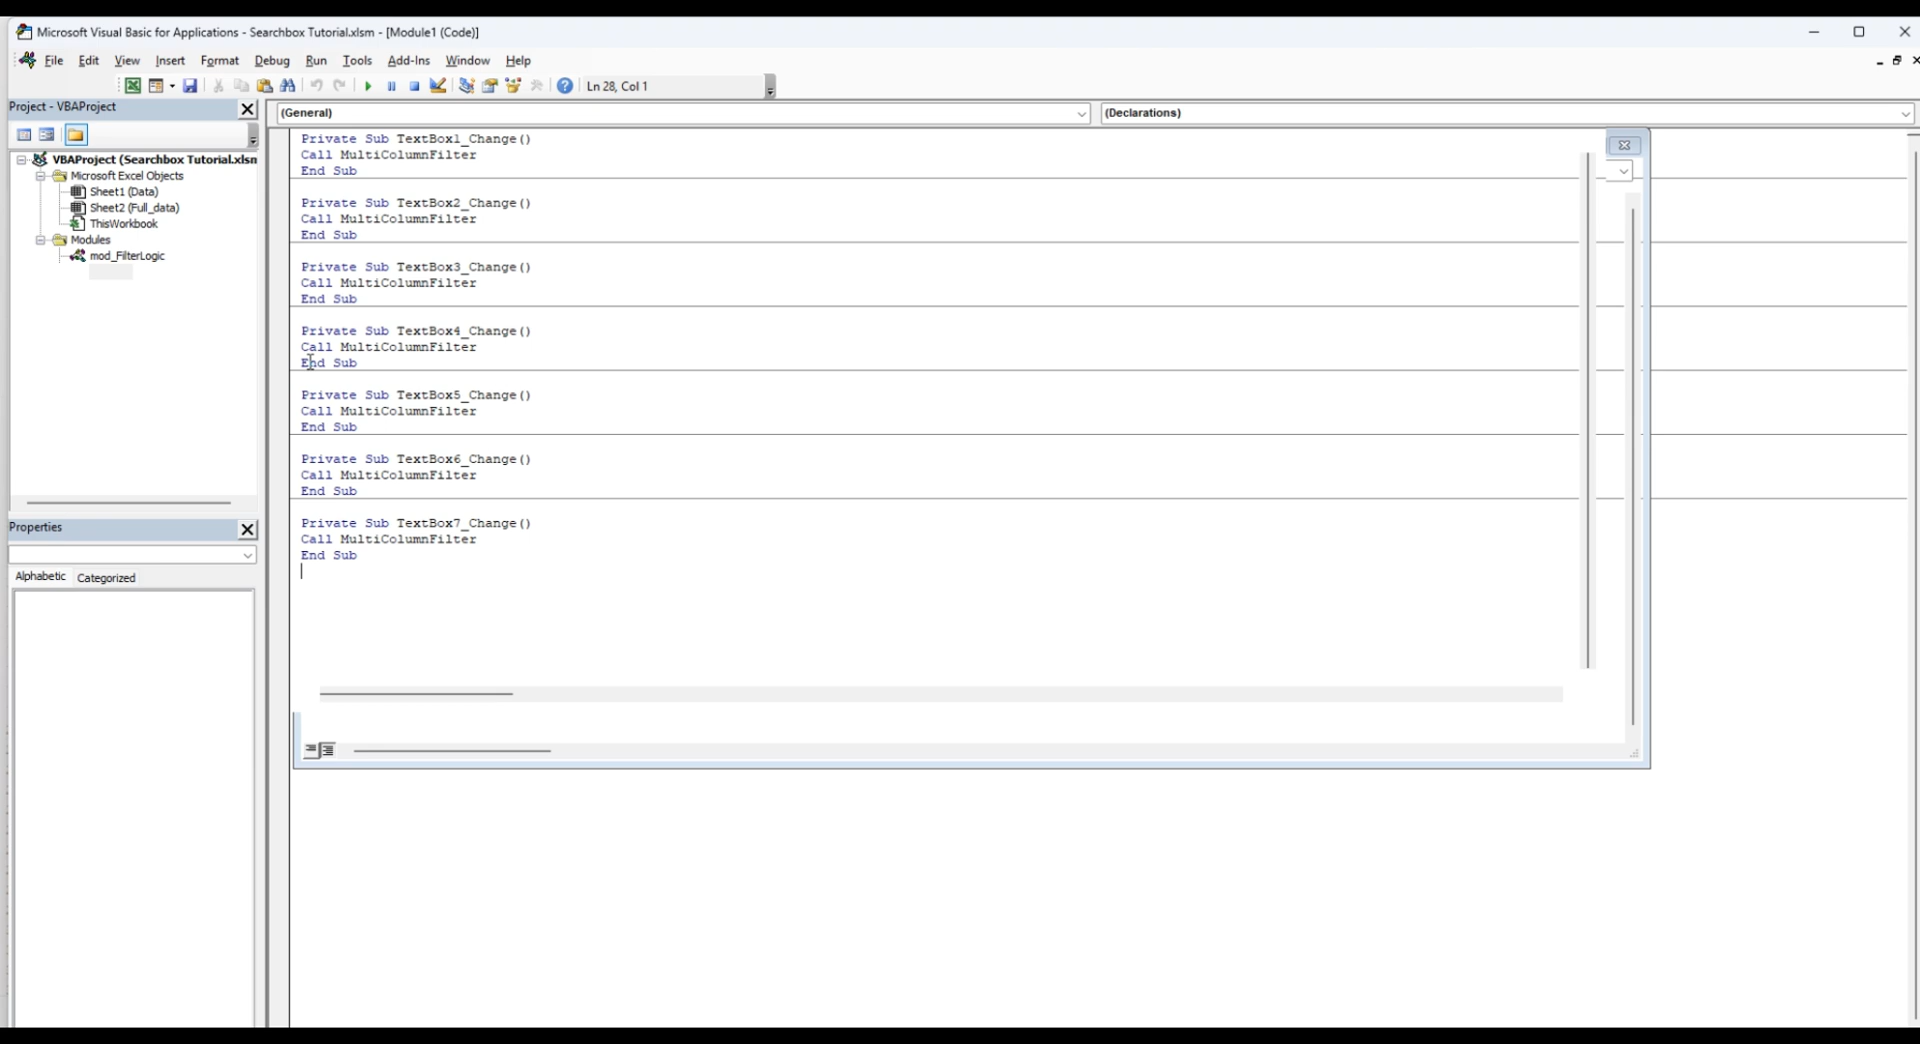 Microsoft Visual Basic for Applications - Searchbox Tutorial.xlsm - [Module1 (Code)]
File Edit View Insert Format Debug Run Tools Add-Ins Window Help
Ln 28, Col 1
Project - VBAProject
(General) (Declarations)
VBAProject (Searchbox Tutorial.xlsn
Microsoft Excel Objects
Sheet1 (Data)
Sheet2 (Full_data)
ThisWorkbook
Modules
mod_FilterLogic
Properties
Alphabetic Categorized
Private Sub TextBox1_Change()
Call MultiColumnFilter
End Sub
Private Sub TextBox2_Change()
Call MultiColumnFilter
End Sub
Private Sub TextBox3_Change()
Call MultiColumnFilter
End Sub
Private Sub TextBox4_Change()
Call MultiColumnFilter
End Sub
Private Sub TextBox5_Change()
Call MultiColumnFilter
End Sub
Private Sub TextBox6_Change()
Call MultiColumnFilter
End Sub
Private Sub TextBox7_Change()
Call MultiColumnFilter
End Sub